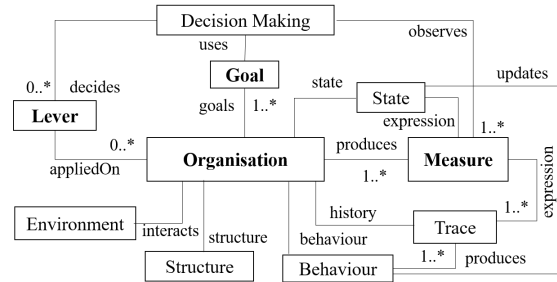 Decision Making
uses
observes
Goal
state
updates
0..*
decides
State
goals
1..*
Lever
expression
0..*
1..*
produces
Organisation
Measure
appliedOn
1..*
expression
Environment
interacts
history
1..*
Trace
structure
behaviour
1..*
produces
Structure
Behaviour